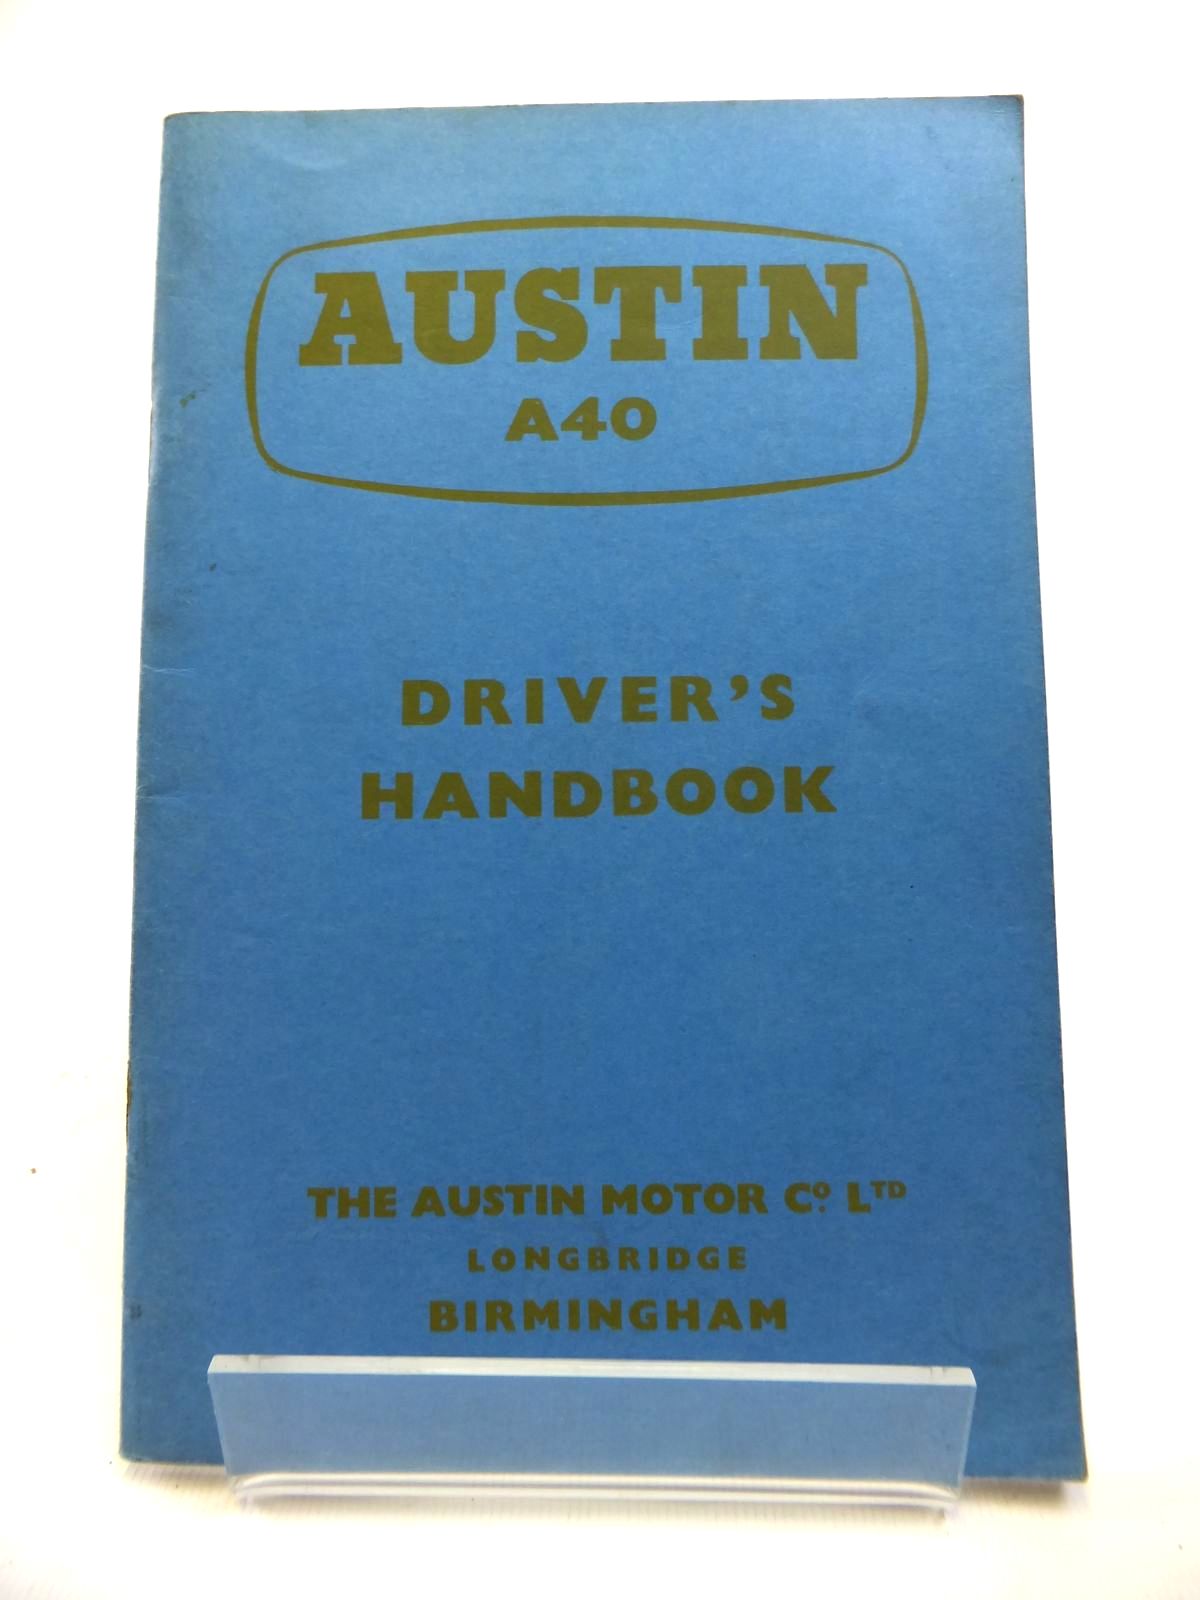 AUSTIN
A40
DRIVER'S
HANDBOOK
THE AUSTIN MOTOR Cº. LTD
LONGBRIDGE
BIRMINGHAM